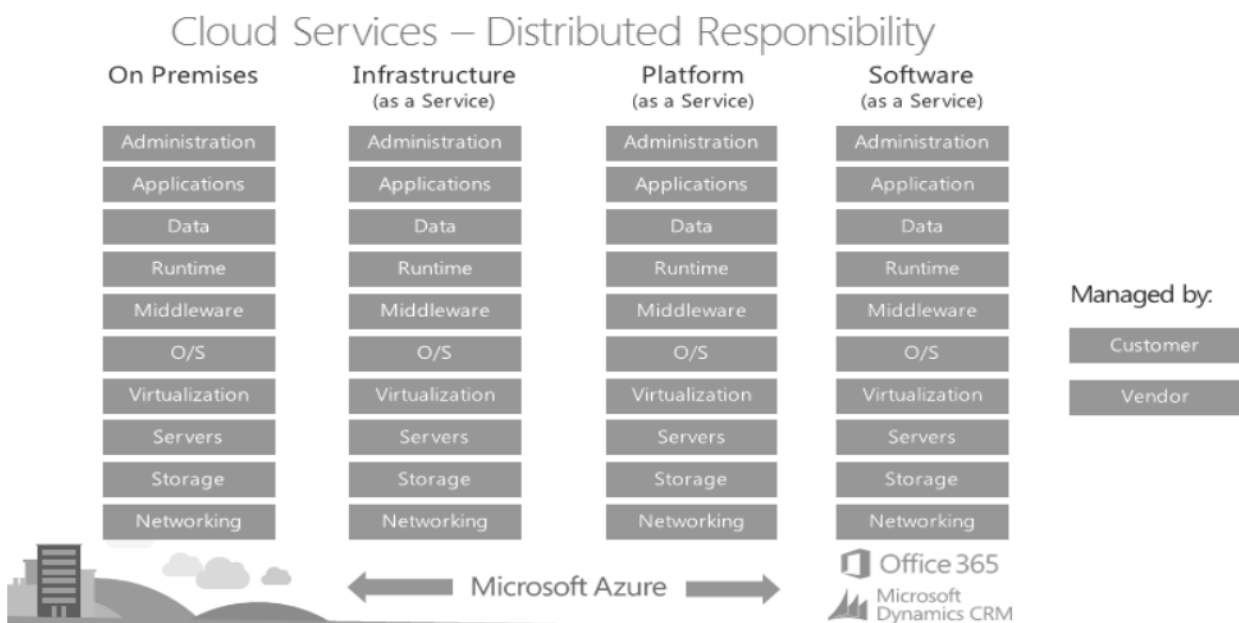 Cloud Services – Distributed Responsibility
On Premises
Administration
Applications
Data
Runtime
Middleware
O/S
Virtualization
Servers
Storage
Networking
Infrastructure
(as a Service)
Administration
Applications
Data
Runtime
Middleware
O/S
Virtualization
Servers
Storage
Networking
Platform
(as a Service)
Administration
Applications
Data
Runtime
Middleware
O/S
Virtualization
Servers
Storage
Networking
Software
(as a Service)
Administration
Application
Data
Runtime
Middleware
O/S
Virtualization
Servers
Storage
Networking
Managed by:
Customer
Vendor
Microsoft Azure
Office 365
Microsoft
Dynamics CRM